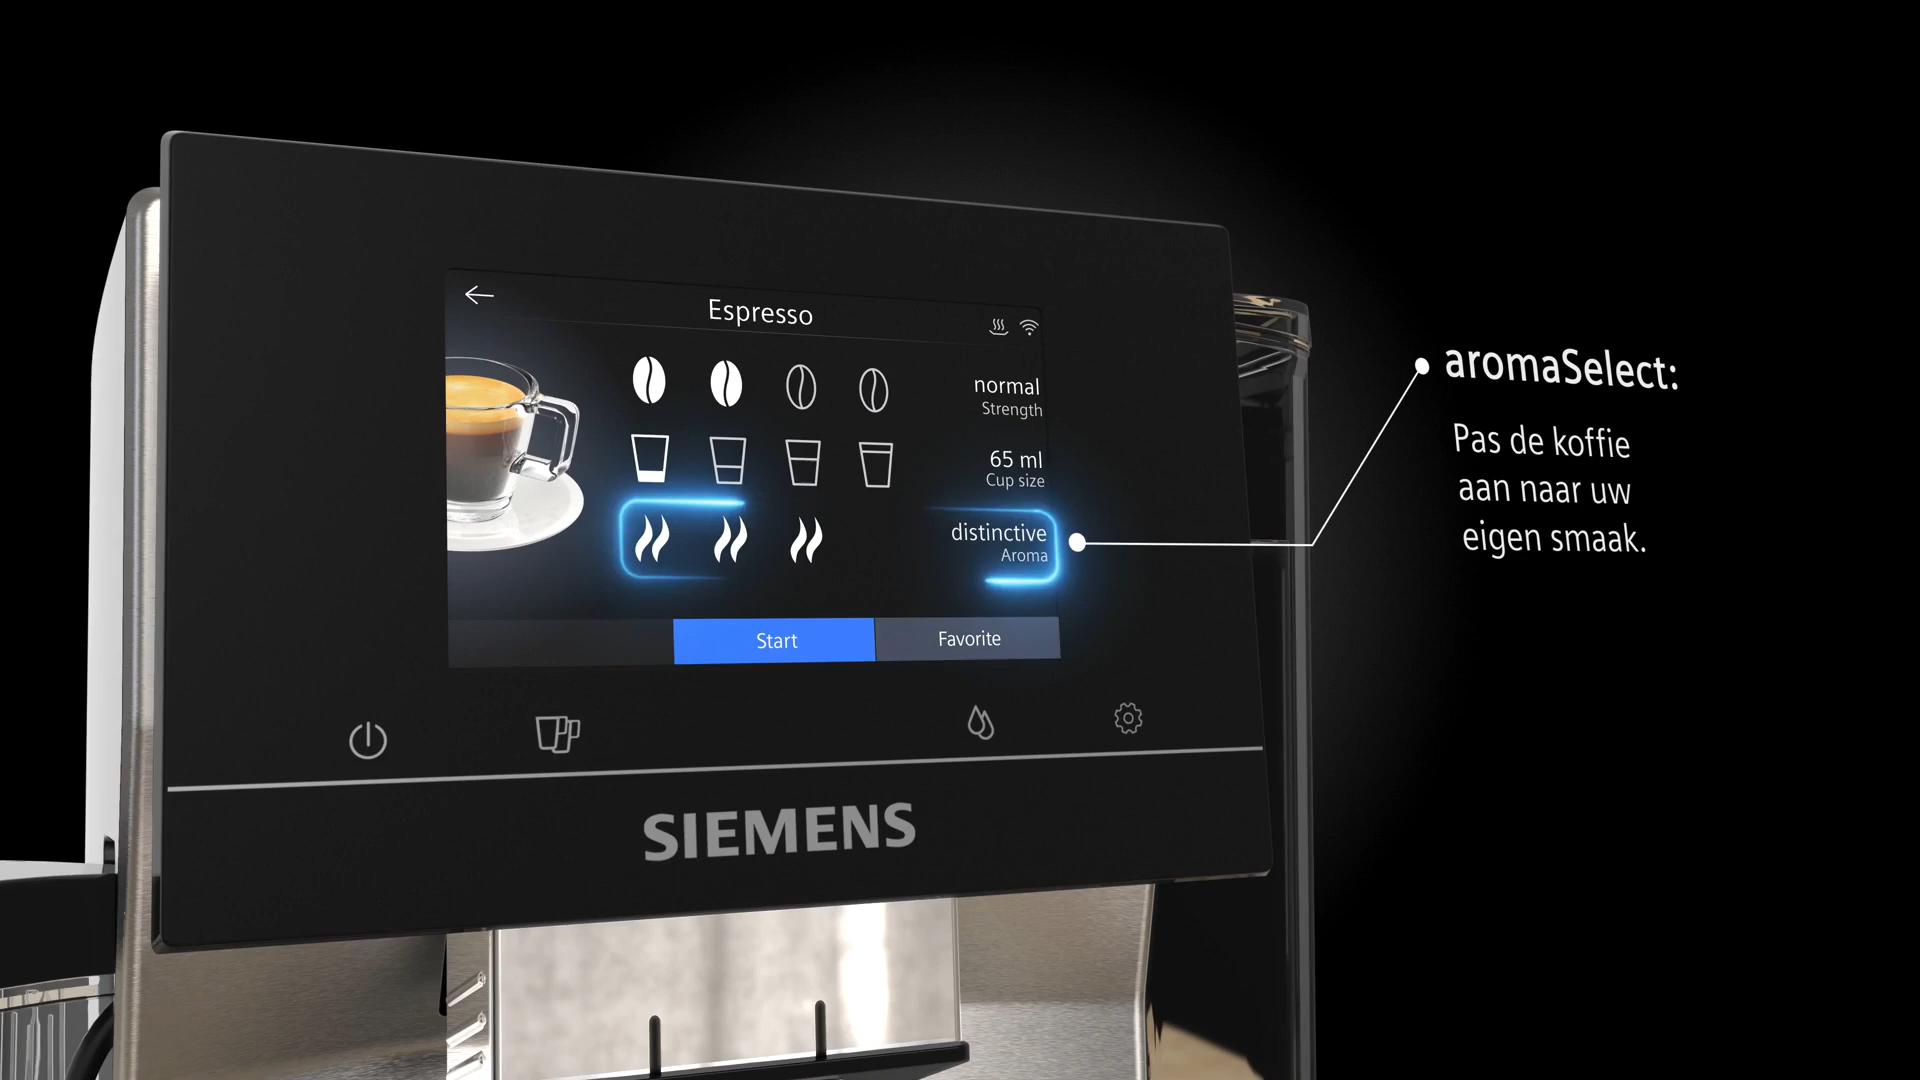 Espresso
normal
Strength
65 ml
Cup size
distinctive
Aroma
Start
Favorite
SIEMENS
aromaSelect:
Pas de koffie
aan naar uw
eigen smaak.